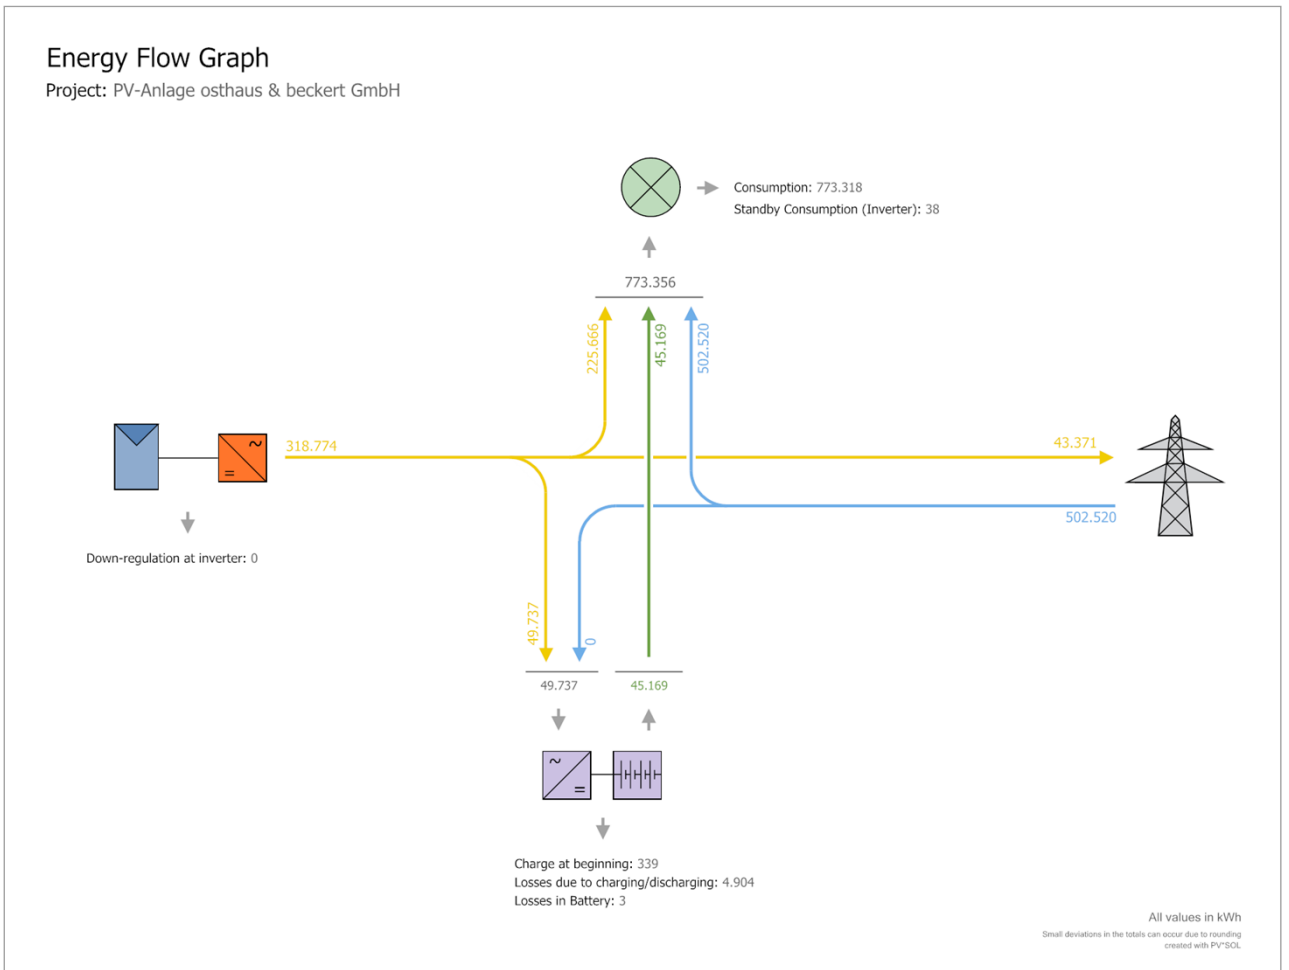 Energy Flow Graph
Project: PV-Anlage osthaus & beckert GmbH
Consumption: 773.318
Standby Consumption (Inverter): 38
773.356
225.666
45.169
502.520
318.774
43.371
502.520
Down-regulation at inverter: 0
49.737
0
49.737
45.169
Charge at beginning: 339
Losses due to charging/discharging: 4.904
Losses in Battery: 3
All values in kWh
Small deviations in the totals can occur due to rounding
created with PV*SOL